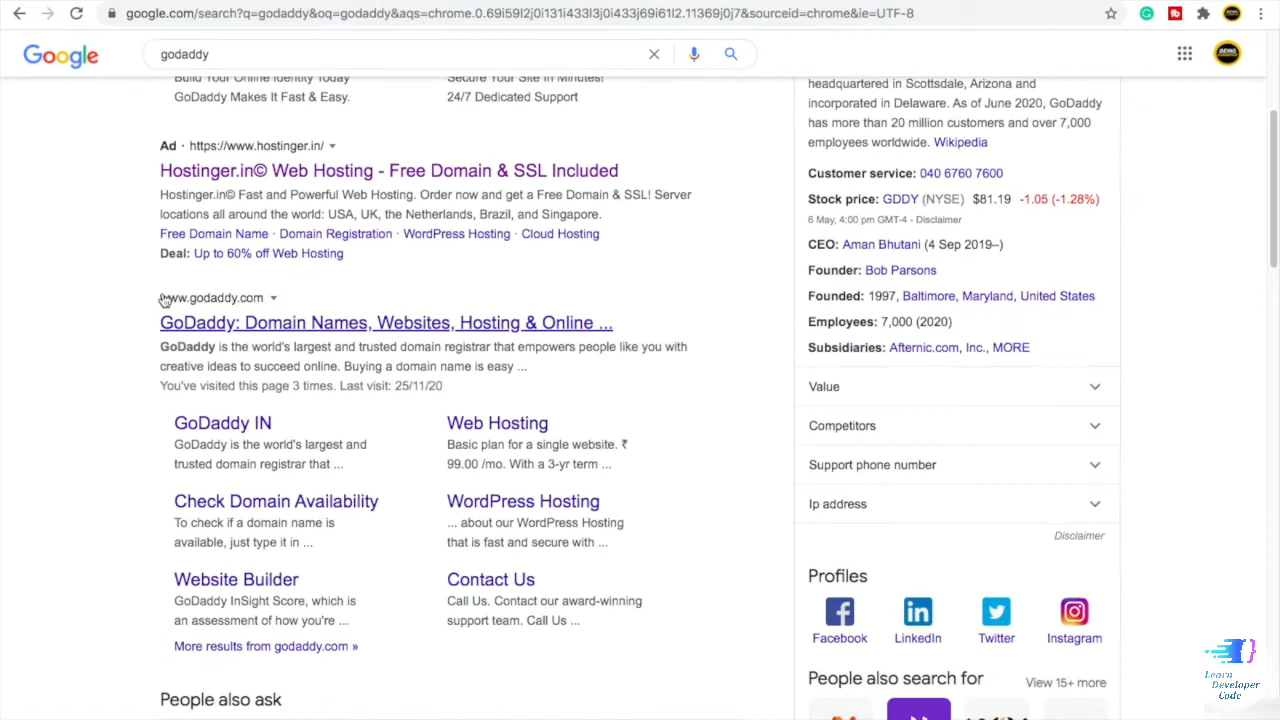 google.com/search?q=godaddy&oq=godaddy&aqs=chrome.0.69i59l2j0i131i433l3j0i433j69i61l2.11369j0j7&sourceid=chrome&ie=UTF-8
Google
godaddy
BEING
Build Your Online Identity Today
GoDaddy Makes It Fast & Easy.
Secure Your Site In Minutes!
24/7 Dedicated Support
Ad · https://www.hostinger.in/
Hostinger.in© Web Hosting - Free Domain & SSL Included
Hostinger.in© Fast and Powerful Web Hosting. Order now and get a Free Domain & SSL! Server
locations all around the world: USA, UK, the Netherlands, Brazil, and Singapore.
Free Domain Name · Domain Registration · WordPress Hosting · Cloud Hosting
Deal: Up to 60% off Web Hosting
www.godaddy.com
GoDaddy: Domain Names, Websites, Hosting & Online ...
GoDaddy is the world's largest and trusted domain registrar that empowers people like you with
creative ideas to succeed online. Buying a domain name is easy ...
You've visited this page 3 times. Last visit: 25/11/20
GoDaddy IN
GoDaddy is the world's largest and
trusted domain registrar that ...
Web Hosting
Basic plan for a single website. ₹
99.00 /mo. With a 3-yr term ...
Check Domain Availability
To check if a domain name is
available, just type it in ...
WordPress Hosting
... about our WordPress Hosting
that is fast and secure with ...
Website Builder
GoDaddy InSight Score, which is
an assessment of how you're ...
Contact Us
Call Us. Contact our award-winning
support team. Call Us ...
More results from godaddy.com »
People also ask
headquartered in Scottsdale, Arizona and
incorporated in Delaware. As of June 2020, GoDaddy
has more than 20 million customers and over 7,000
employees worldwide. Wikipedia
Customer service: 040 6760 7600
Stock price: GDDY (NYSE) $81.19 -1.05 (-1.28%)
6 May, 4:00 pm GMT-4 - Disclaimer
CEO: Aman Bhutani (4 Sep 2019–)
Founder: Bob Parsons
Founded: 1997, Baltimore, Maryland, United States
Employees: 7,000 (2020)
Subsidiaries: Afternic.com, Inc., MORE
Value
Competitors
Support phone number
Ip address
Disclaimer
Profiles
Facebook
LinkedIn
Twitter
Instagram
People also search for
View 15+ more
Learn
Developer
Code